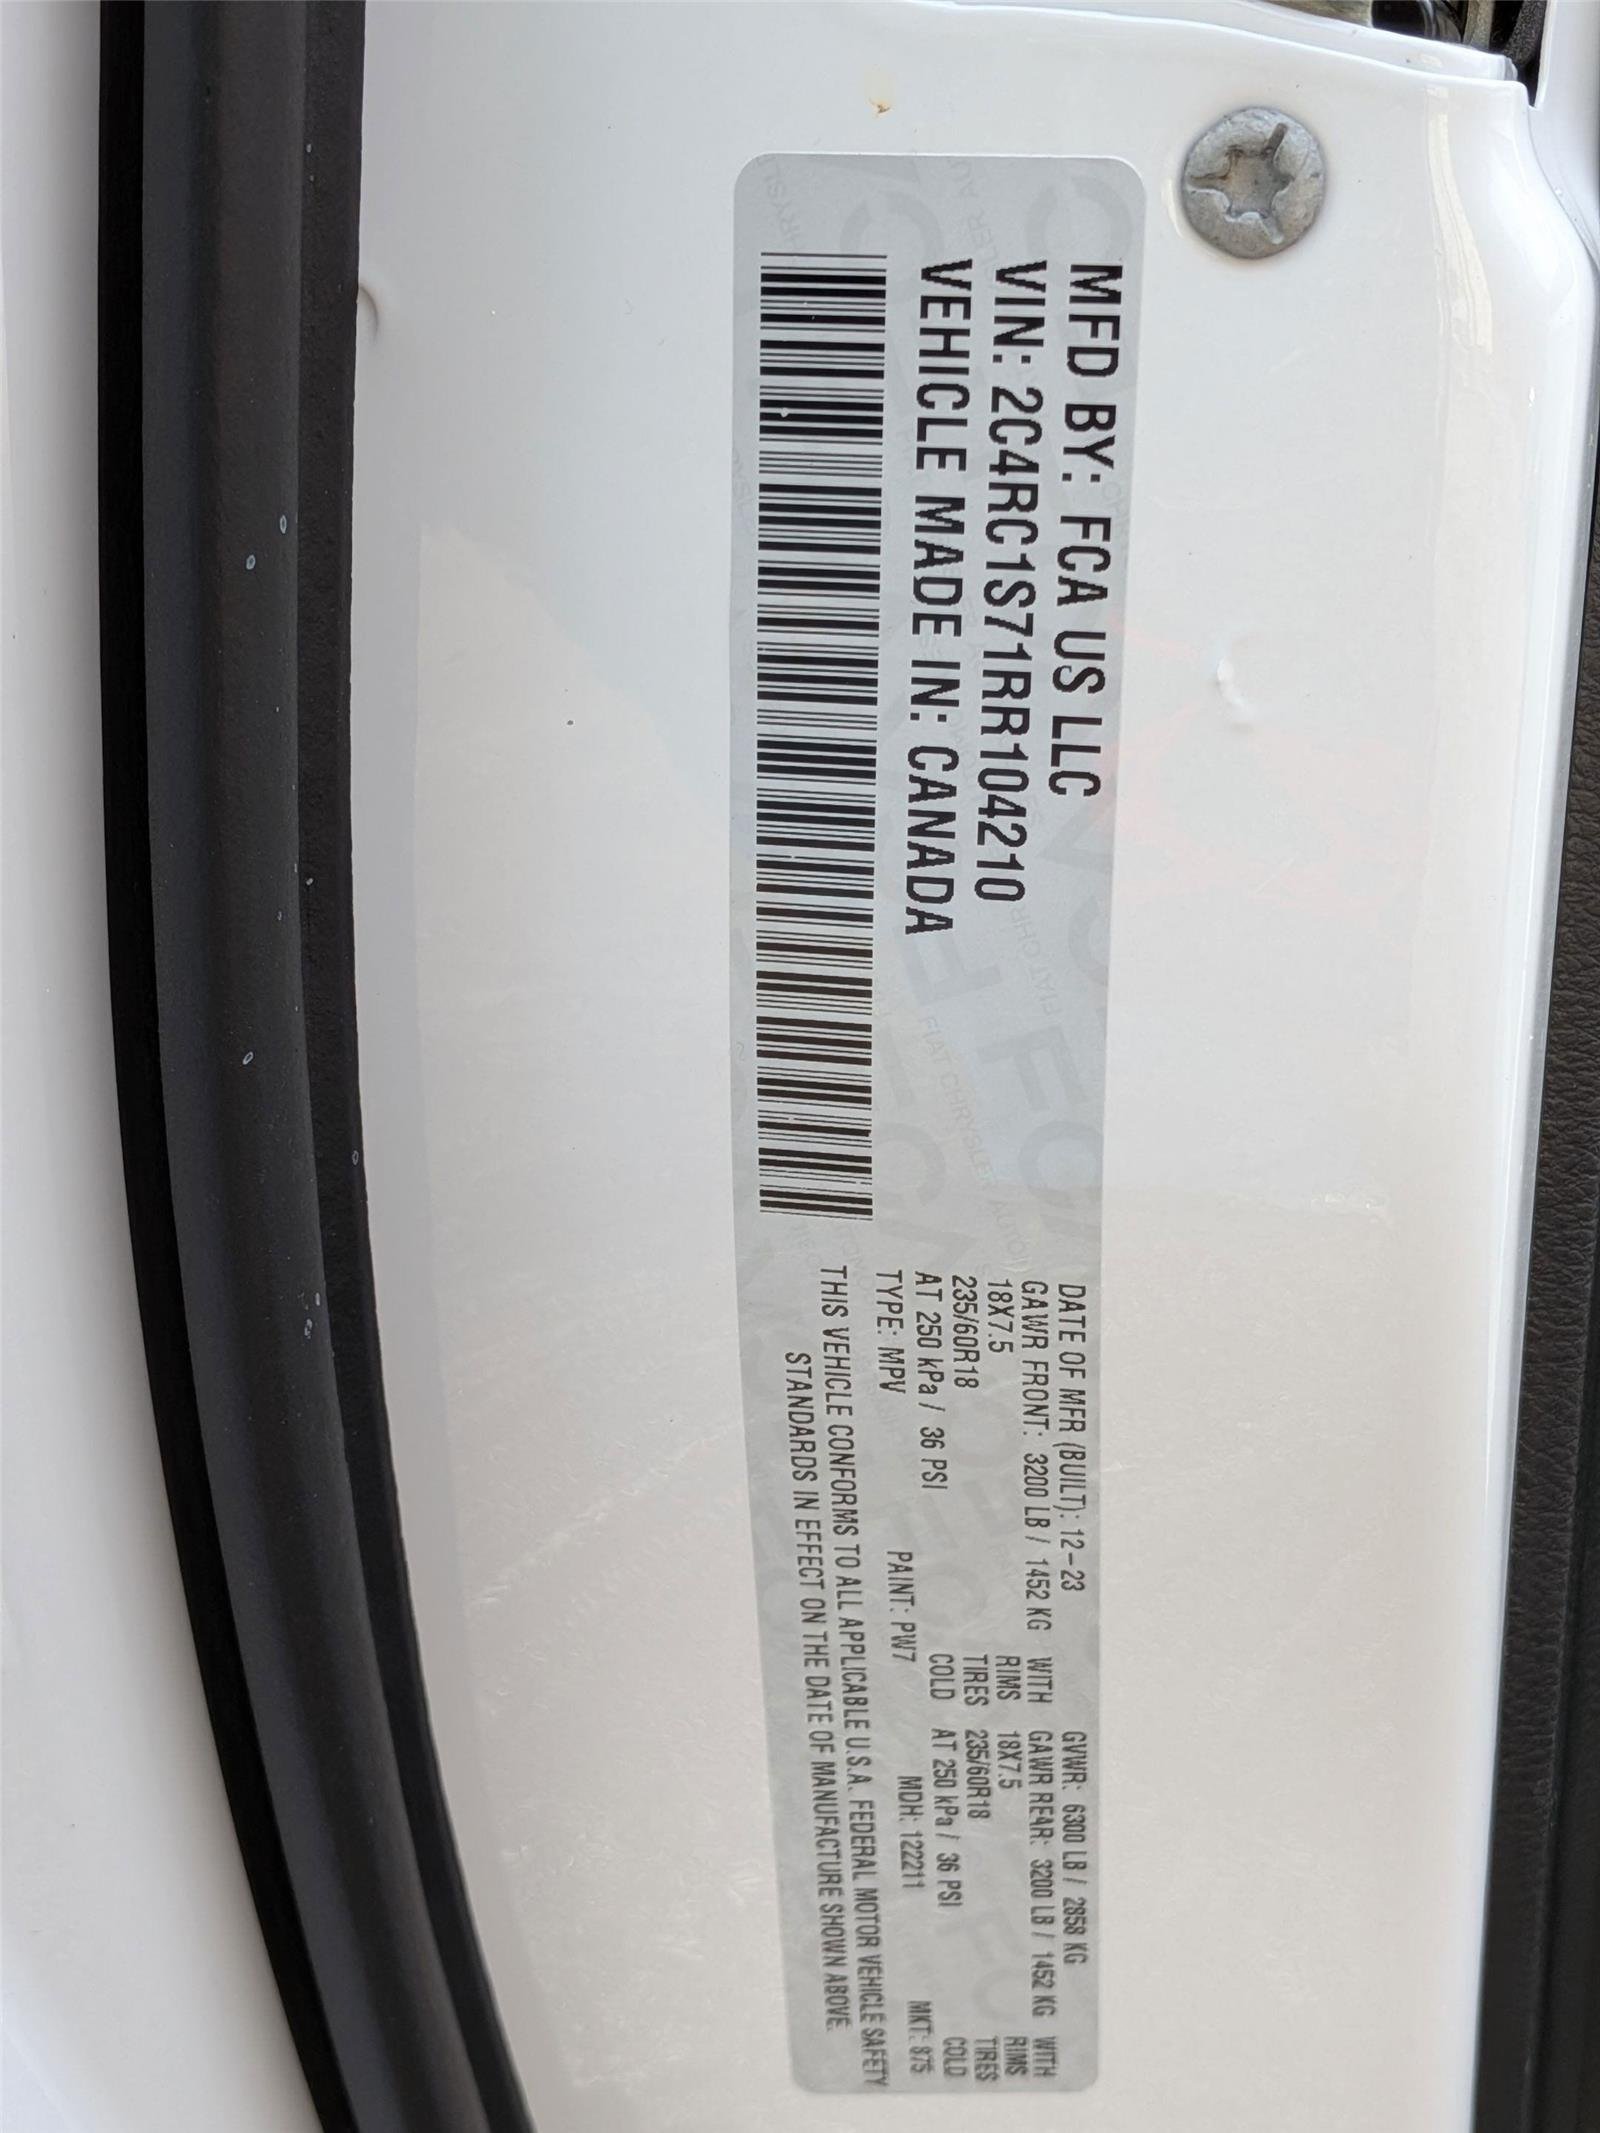 MFD BY: FCA US LLC
VIN: 2C4RC1S71RR104210
VEHICLE MADE IN: CANADA
DATE OF MFR (BUILT): 12-23 GVWR: 6300 LB / 2858 KG
GAWR FRONT: 3200 LB / 1452 KG WITH GAWR REAR: 3200 LB / 1452 KG WITH
18X7.5 RIMS 18X7.5 RIMS
235/60R18 TIRES 235/60R18 TIRES
AT 250 kPa / 36 PSI COLD AT 250 kPa / 36 PSI COLD
TYPE: MPV PAINT: PW7 MDH: 122211 MKT: 875
THIS VEHICLE CONFORMS TO ALL APPLICABLE U.S.A. FEDERAL MOTOR VEHICLE SAFETY
STANDARDS IN EFFECT ON THE DATE OF MANUFACTURE SHOWN ABOVE.